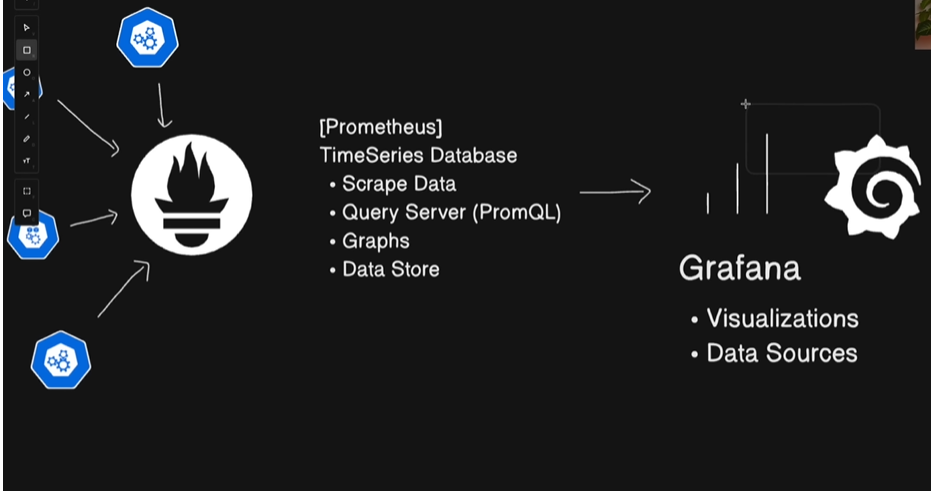 [Prometheus]
TimeSeries Database
• Scrape Data
• Query Server (PromQL)
• Graphs
• Data Store
Grafana
• Visualizations
• Data Sources